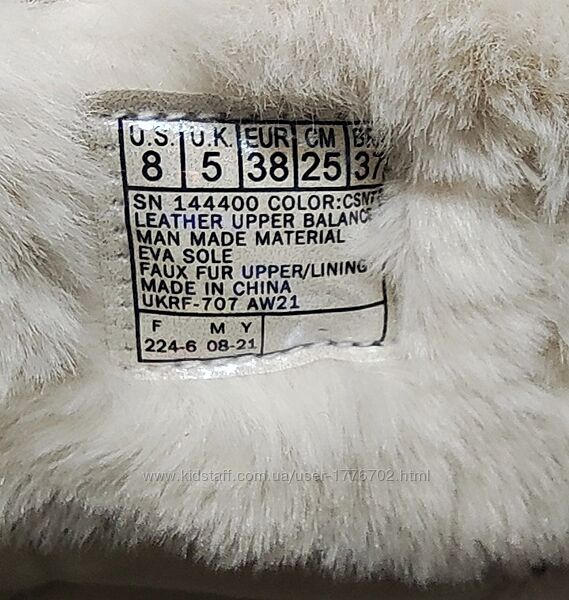 U.S. U.K. EUR CM
8 5 38 25 37
SN 144400 COLOR:
LEATHER UPPER
MAN MADE MATERIAL
EVA SOLE
FAUX FUR UPPER/LINING
MADE IN CHINA
UKRF-707 AW21
F M Y
224-6 08-21
www.kidstaff.com.ua/user-1776702.html